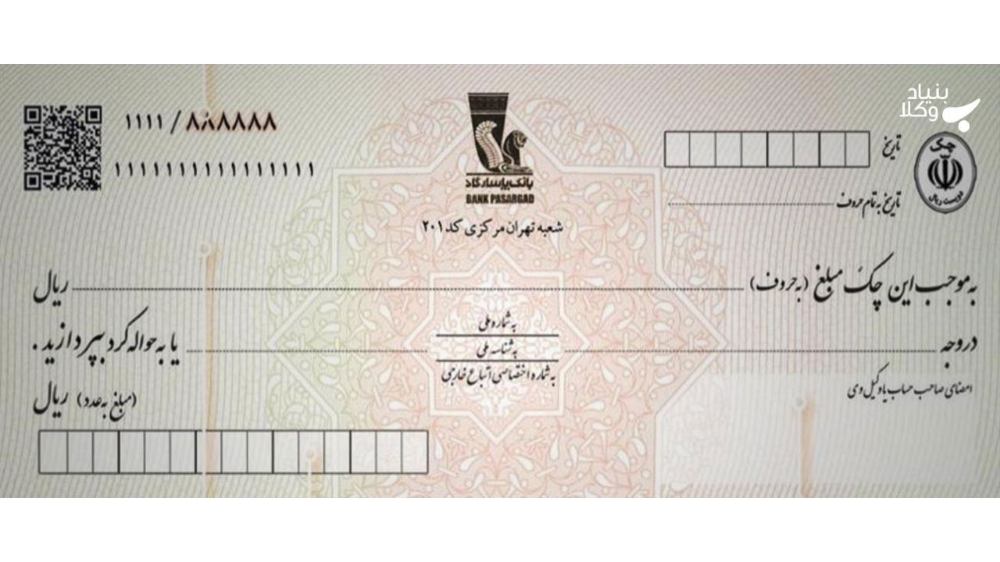 بنیاد
وکلا
۱۱۱۱ / ۸۸۸۸۸۸
۱۱۱۱۱۱۱۱۱۱۱۱۱۱۱۱
بانک پاسارگاد
BANK PASARGAD
شعبه تهران مرکزی کد ۲۰۱
چک
دویست ریال
تاریخ
تاریخ به تمام حروف
به موجب این چک مبلغ (به حروف) ریال
در وجه
به شماره ملی
به شناسه ملی
به شماره اختصاصی اتباع خارجی
یا به حواله کرد بپردازید.
امضای صاحب حساب یا وکیل وی
(مبلغ به عدد) ریال